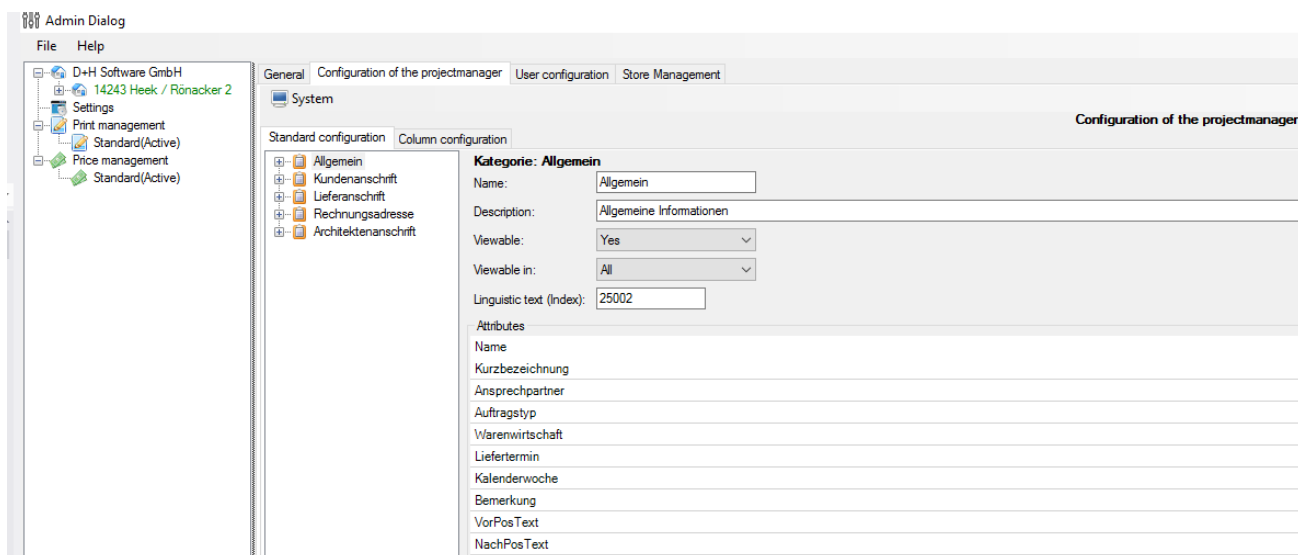 Admin Dialog
File Help
D+H Software GmbH
14243 Heek / Rönacker 2
Settings
Print management
Standard(Active)
Price management
Standard(Active)
General Configuration of the projectmanager User configuration Store Management
System
Configuration of the projectmanager
Standard configuration Column configuration
Allgemein
Kundenanschrift
Lieferanschrift
Rechnungsadresse
Architektenanschrift
Kategorie: Allgemein
Name: Allgemein
Description: Allgemeine Informationen
Viewable: Yes
Viewable in: All
Linguistic text (Index): 25002
Attributes
Name
Kurzbezeichnung
Ansprechpartner
Auftragstyp
Warenwirtschaft
Liefertermin
Kalenderwoche
Bemerkung
VorPosText
NachPosText